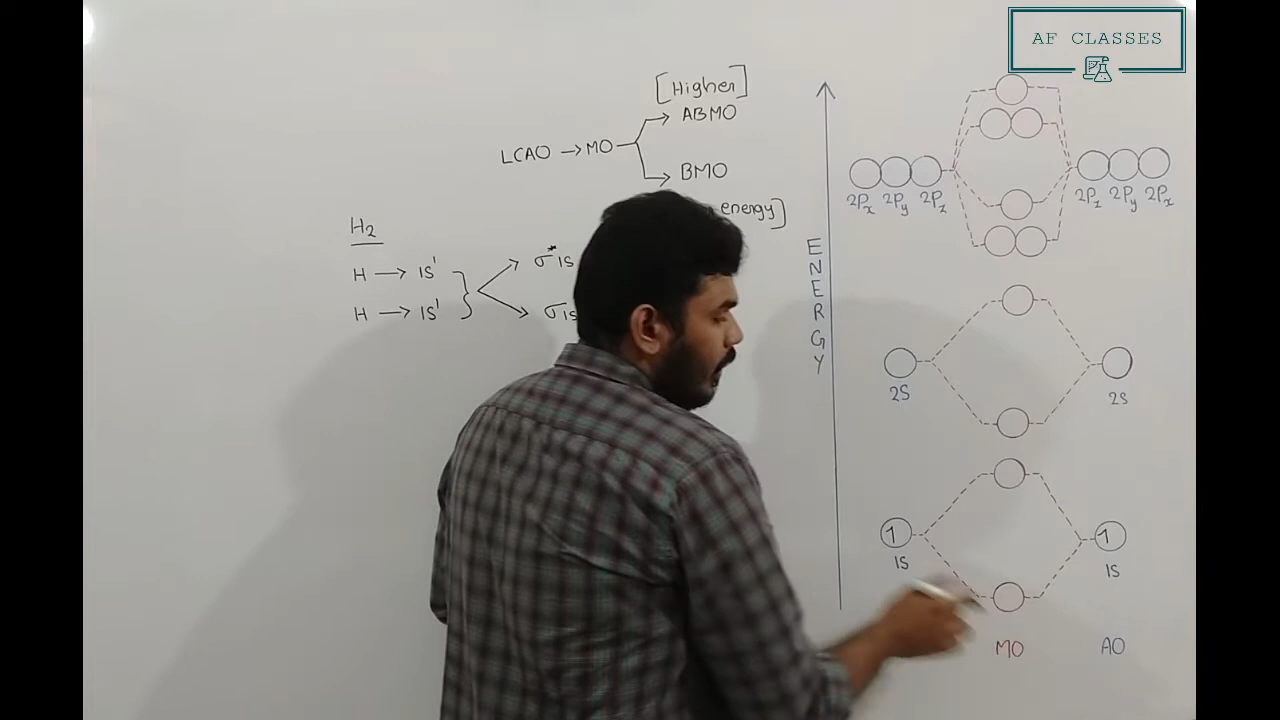 AF CLASSES
[Higher]
ABMO
LCAO → MO
BMO
energy]
H2
H → 1S¹
H → 1S¹
σ*1S
σ1S
ENERGY
2Px 2Py 2Pz
2Pz 2Py 2Px
2S
2S
1
1
1S
1S
MO
AO